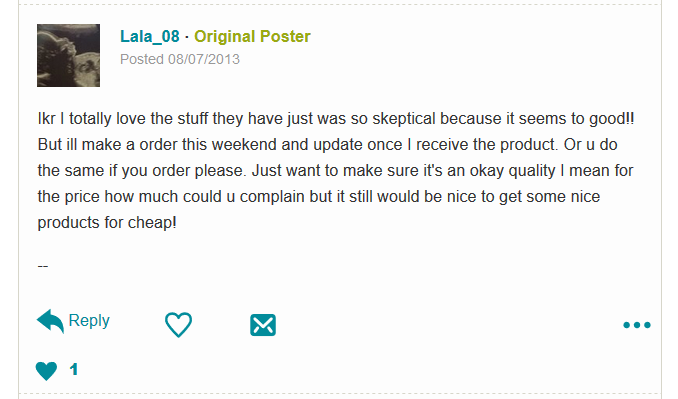 Lala_08 · Original Poster
Posted 08/07/2013
Ikr I totally love the stuff they have just was so skeptical because it seems to good!!
But ill make a order this weekend and update once I receive the product. Or u do
the same if you order please. Just want to make sure it's an okay quality I mean for
the price how much could u complain but it still would be nice to get some nice
products for cheap!
--
Reply
1